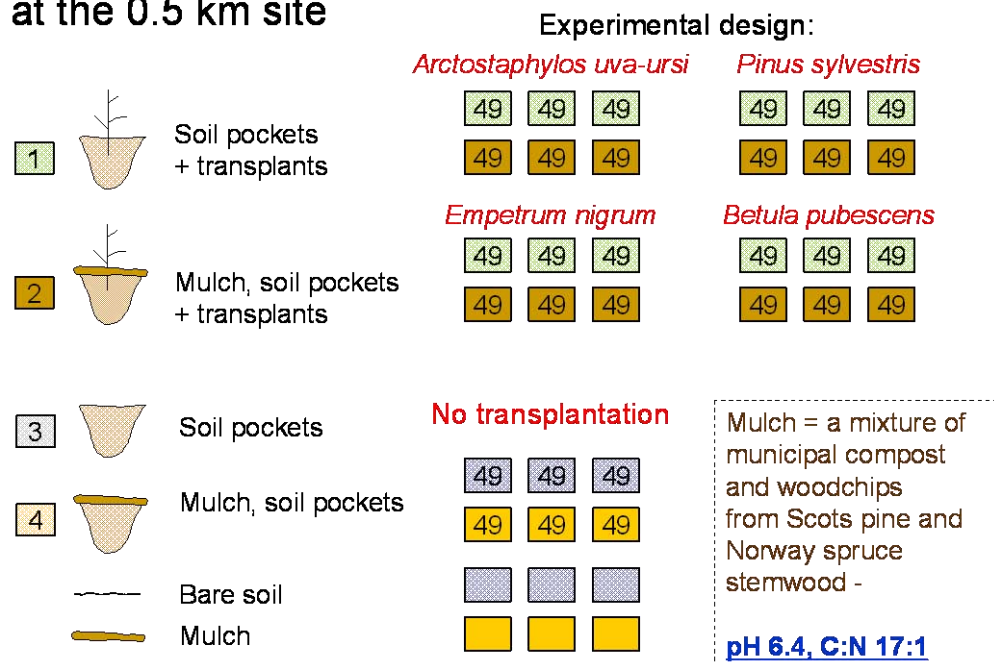 at the 0.5 km site
Experimental design:
Arctostaphylos uva-ursi
Pinus sylvestris
1
Soil pockets
+ transplants
49 49 49
49 49 49
49 49 49
49 49 49
Empetrum nigrum
Betula pubescens
2
Mulch, soil pockets
+ transplants
49 49 49
49 49 49
49 49 49
49 49 49
3
Soil pockets
4
Mulch, soil pockets
Bare soil
Mulch
No transplantation
49 49 49
49 49 49
Mulch = a mixture of
municipal compost
and woodchips
from Scots pine and
Norway spruce
stemwood -
pH 6.4, C:N 17:1